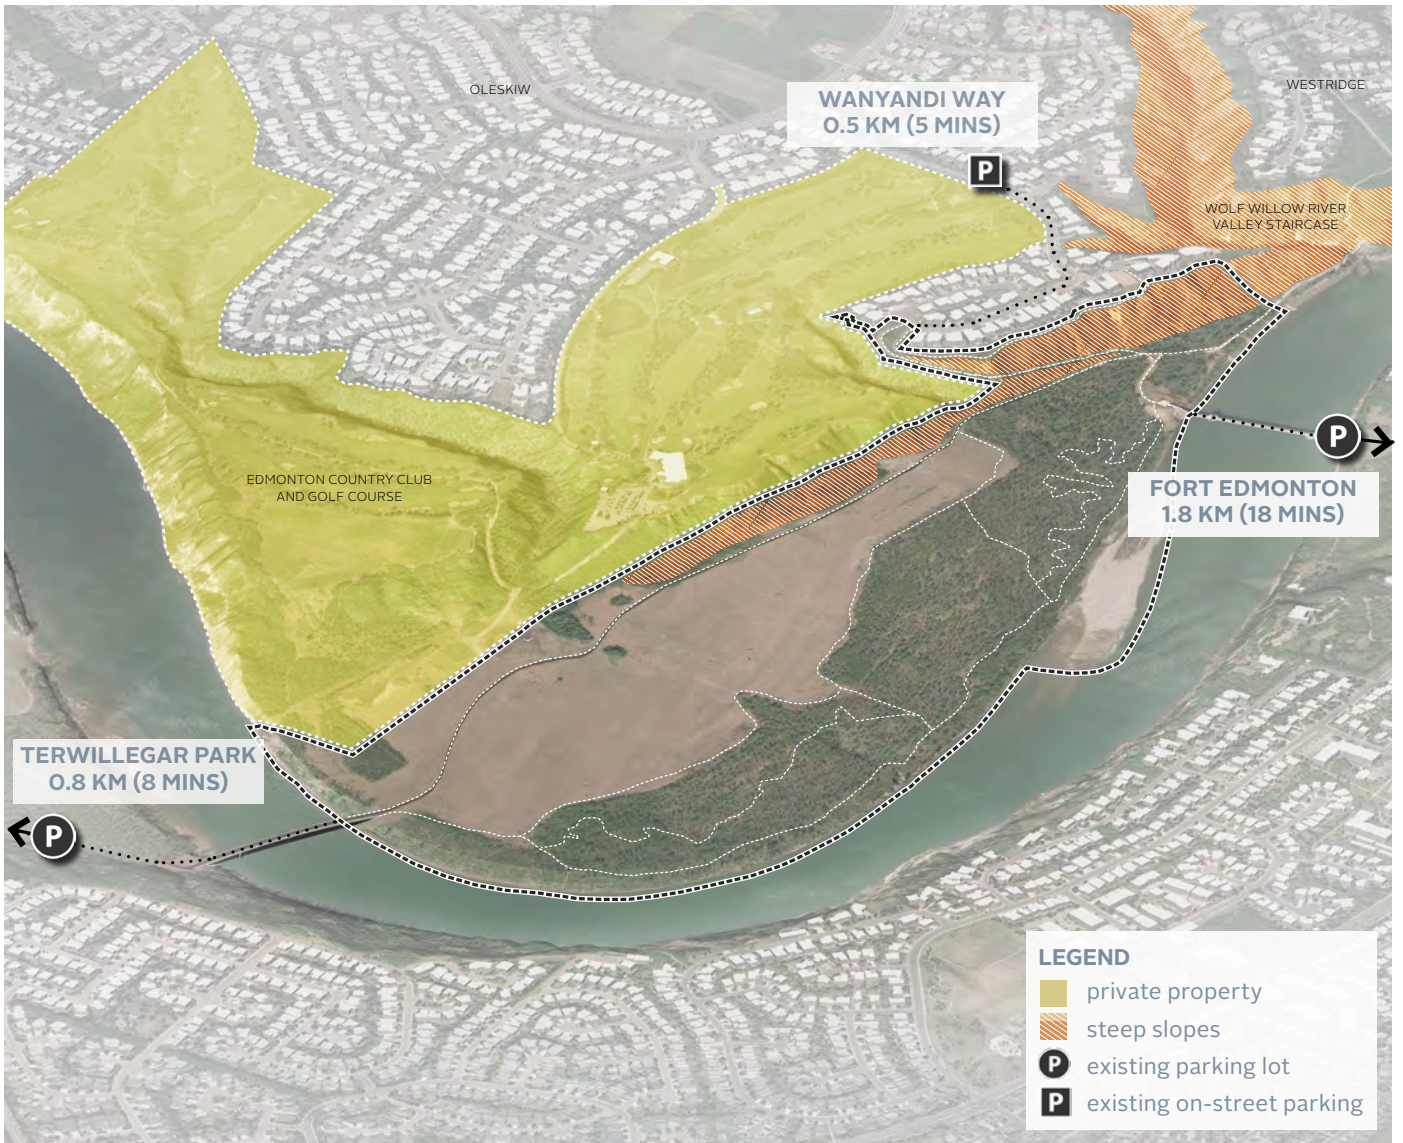 OLESKIW
WANYANDI WAY
0.5 KM (5 MINS)
WESTRIDGE
P
WOLF WILLOW RIVER
VALLEY STAIRCASE
P
EDMONTON COUNTRY CLUB
AND GOLF COURSE
FORT EDMONTON
1.8 KM (18 MINS)
TERWILLEGAR PARK
0.8 KM (8 MINS)
P
LEGEND
private property
steep slopes
P existing parking lot
P existing on-street parking